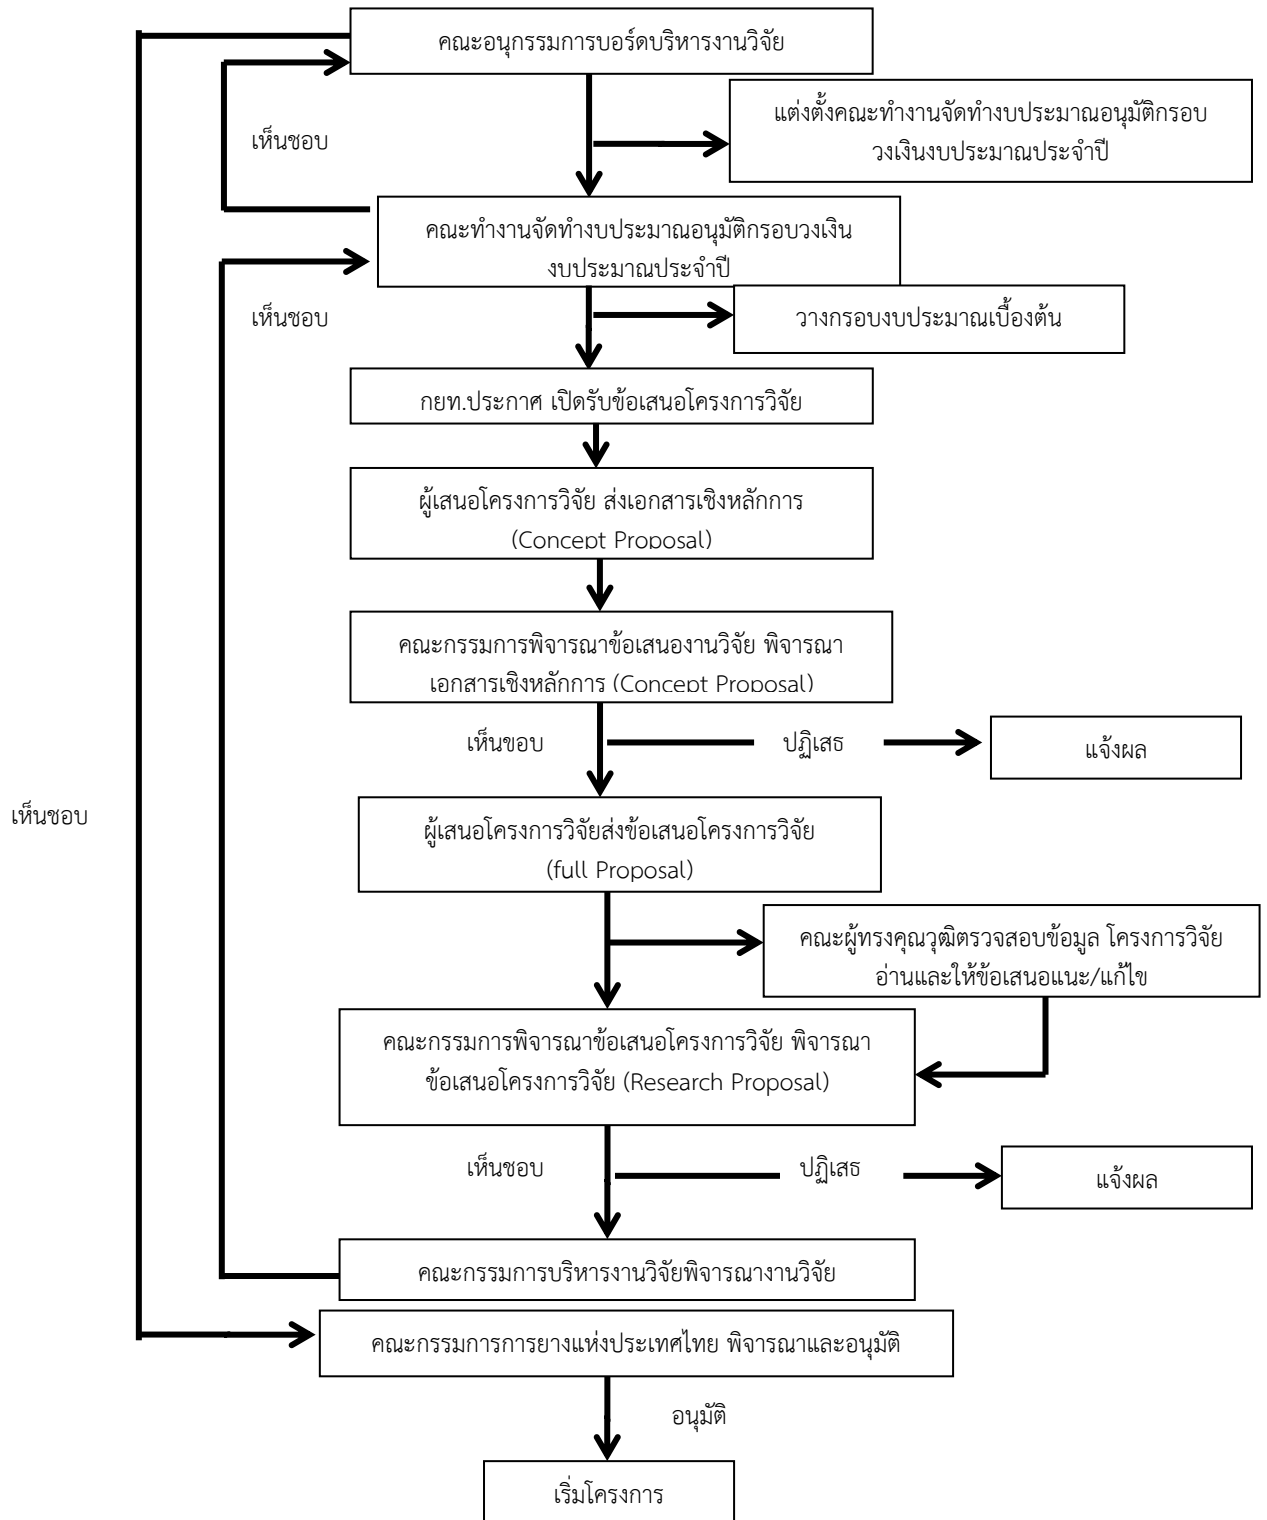 คณะอนุกรรมการบอร์ดบริหารงานวิจัย
แต่งตั้งคณะทำงานจัดทำงบประมาณอนุมัติกรอบ
วงเงินงบประมาณประจำปี
เห็นชอบ
คณะทำงานจัดทำงบประมาณอนุมัติกรอบวงเงิน
งบประมาณประจำปี
เห็นชอบ
วางกรอบงบประมาณเบื้องต้น
กยท.ประกาศ เปิดรับข้อเสนอโครงการวิจัย
ผู้เสนอโครงการวิจัย ส่งเอกสารเชิงหลักการ
(Concept Proposal)
คณะกรรมการพิจารณาข้อเสนองานวิจัย พิจารณา
เอกสารเชิงหลักการ (Concept Proposal)
เห็นขอบ
ปฏิเสธ
แจ้งผล
เห็นชอบ
ผู้เสนอโครงการวิจัยส่งข้อเสนอโครงการวิจัย
(full Proposal)
คณะผู้ทรงคุณวุฒิตรวจสอบข้อมูล โครงการวิจัย
อ่านและให้ข้อเสนอแนะ/แก้ไข
คณะกรรมการพิจารณาข้อเสนอโครงการวิจัย พิจารณา
ข้อเสนอโครงการวิจัย (Research Proposal)
เห็นชอบ
ปฏิเสธ
แจ้งผล
คณะกรรมการบริหารงานวิจัยพิจารณางานวิจัย
คณะกรรมการการยางแห่งประเทศไทย พิจารณาและอนุมัติ
อนุมัติ
เริ่มโครงการ